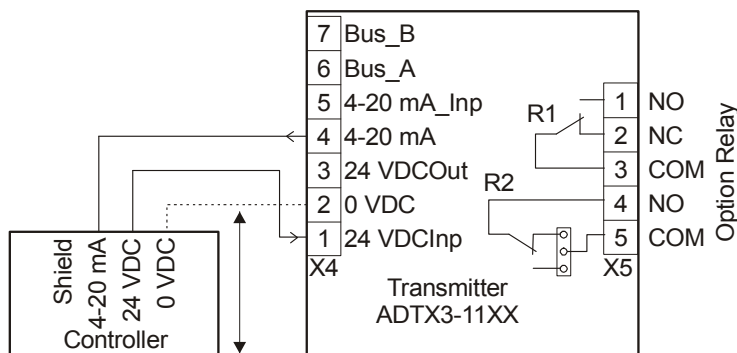 7 Bus_B
6 Bus_A
5 4-20 mA_Inp
4 4-20 mA
3 24 VDCOut
2 0 VDC
1 24 VDCInp
X4
R1
R2
1 NO
2 NC
3 COM
4 NO
5 COM
X5
Option Relay
Transmitter
ADTX3-11XX
Shield
4-20 mA
24 VDC
0 VDC
Controller